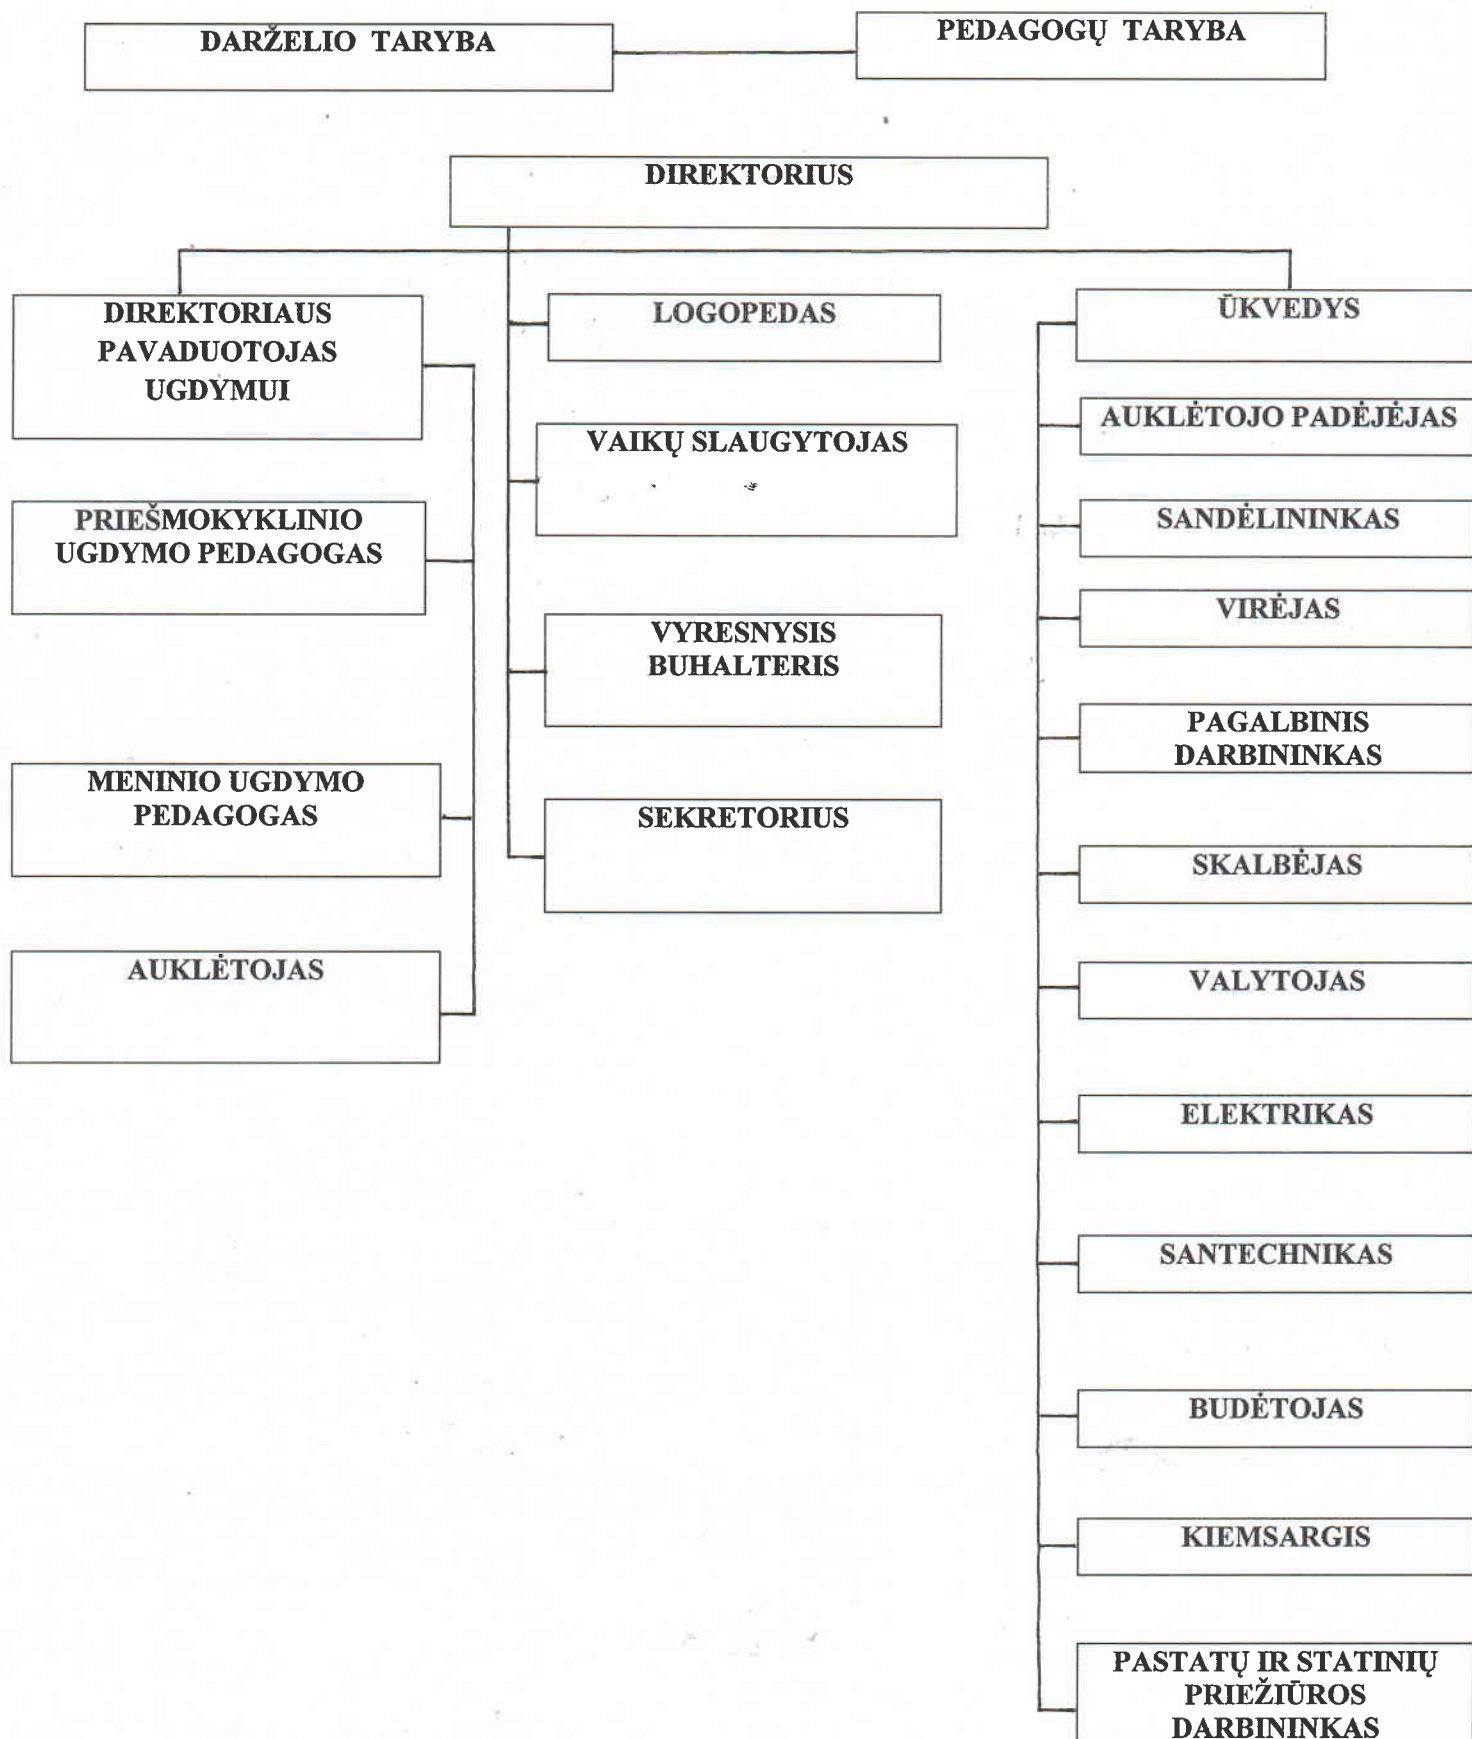 DARŽELIO TARYBA
PEDAGOGŲ TARYBA
DIREKTORIUS
DIREKTORIAUS
PAVADUOTOJAS
UGDYMUI
PRIEŠMOKYKLINIO
UGDYMO PEDAGOGAS
MENINIO UGDYMO
PEDAGOGAS
AUKLĖTOJAS
LOGOPEDAS
VAIKŲ SLAUGYTOJAS
VYRESNYSIS
BUHALTERIS
SEKRETORIUS
ŪKVEDYS
AUKLĖTOJO PADĖJĖJAS
SANDĖLININKAS
VIRĖJAS
PAGALBINIS
DARBININKAS
SKALBĖJAS
VALYTOJAS
ELEKTRIKAS
SANTECHNIKAS
BUDĖTOJAS
KIEMSARGIS
PASTATŲ IR STATINIŲ
PRIEŽIŪROS
DARBININKAS